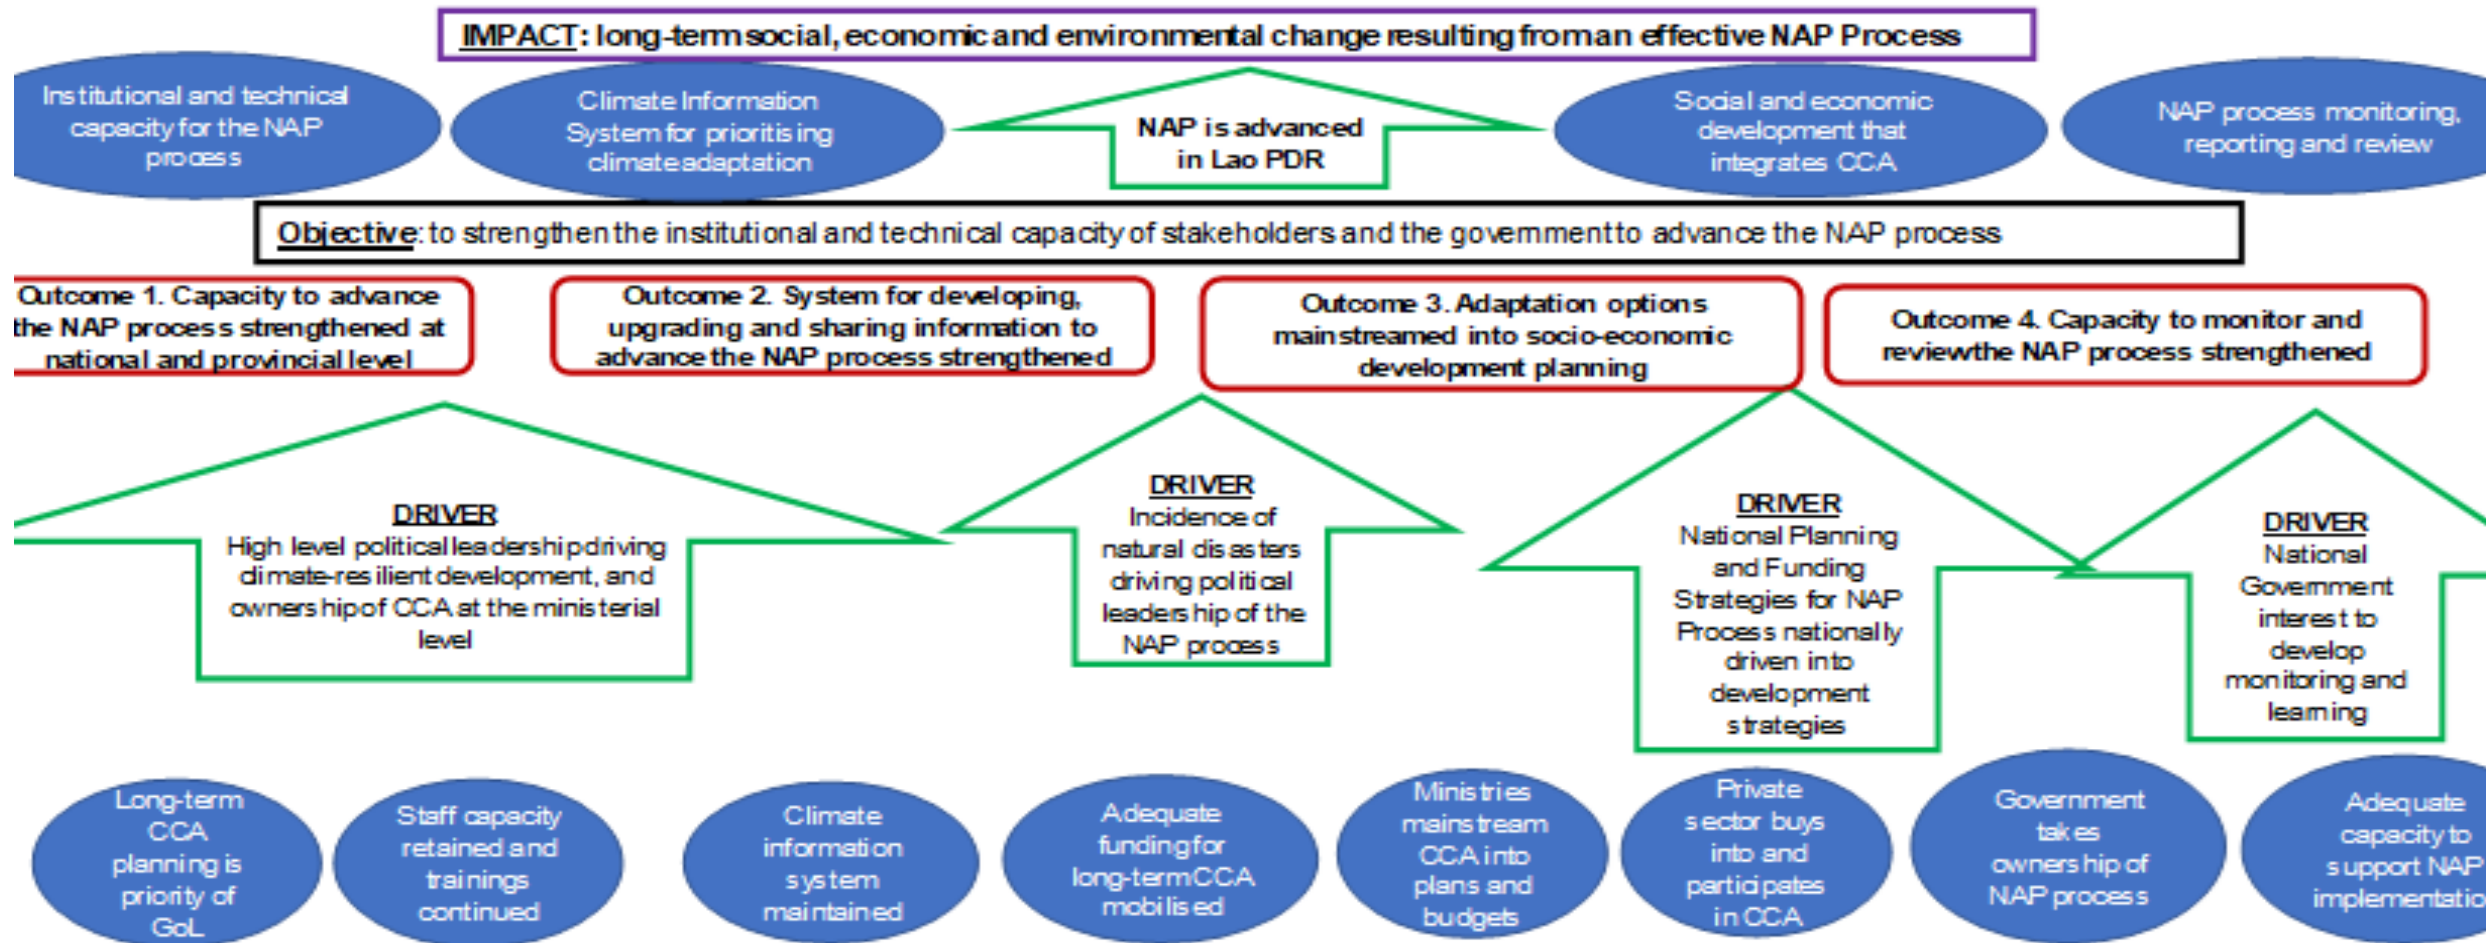 IMPACT: long-term social, economic and environmental change resulting from an effective NAP Process
Institutional and technical
capacity for the NAP
process
Climate Information
System for prioritising
climate adaptation
NAP is advanced
in Lao PDR
Social and economic
development that
integrates CCA
NAP process monitoring,
reporting and review
Objective: to strengthen the institutional and technical capacity of stakeholders and the government to advance the NAP process
Outcome 1. Capacity to advance
the NAP process strengthened at
national and provincial level
Outcome 2. System for developing,
upgrading and sharing information to
advance the NAP process strengthened
Outcome 3. Adaptation options
mainstreamed into socio-economic
development planning
Outcome 4. Capacity to monitor and
review the NAP process strengthened
DRIVER
High level political leadership driving
climate-resilient development, and
ownership of CCA at the ministerial
level
DRIVER
Incidence of
natural disasters
driving political
leadership of the
NAP process
DRIVER
National Planning
and Funding
Strategies for NAP
Process nationally
driven into
development
strategies
DRIVER
National
Government
interest to
develop
monitoring and
learning
Long-term
CCA
planning is
priority of
GoL
Staff capacity
retained and
trainings
continued
Climate
information
system
maintained
Adequate
funding for
long-term CCA
mobilised
Ministries
mainstream
CCA into
plans and
budgets
Private
sector buys
into and
participates
in CCA
Government
takes
ownership of
NAP process
Adequate
capacity to
support NAP
implementatio